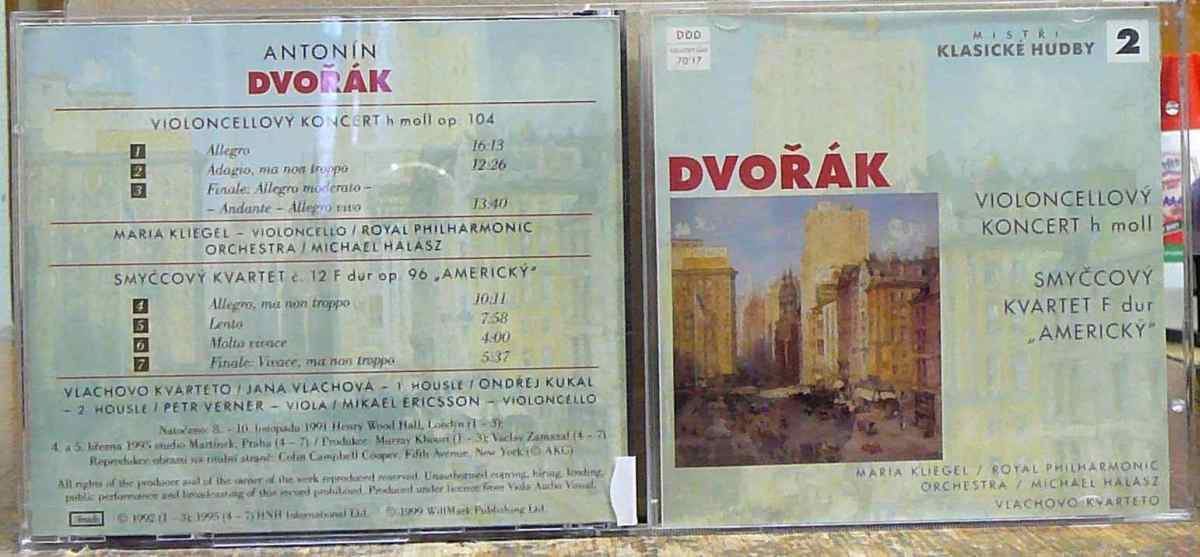 ANTONÍN
DVOŘÁK
VIOLONCELLOVÝ KONCERT h moll op. 104
1 Allegro 16:13
2 Adagio, ma non troppo 12:26
3 Finale: Allegro moderato –
– Andante – Allegro vivo 13:40
MARIA KLIEGEL – VIOLONCELLO / ROYAL PHILHARMONIC
ORCHESTRA / MICHAEL HALÁSZ
SMYČCOVÝ KVARTET č. 12 F dur op. 96 „AMERICKÝ“
4 Allegro, ma non troppo 10:11
5 Lento 7:58
6 Molto vivace 4:00
7 Finale: Vivace, ma non troppo 5:37
VLACHOVO KVARTETO / JANA VLACHOVÁ – 1. HOUSLE / ONDŘEJ KUKAL
– 2. HOUSLE / PETR VERNER – VIOLA / MIKAEL ERICSSON – VIOLONCELLO
Natočeno: 8. – 10. listopadu 1991 Henry Wood Hall, Londýn (1 – 3);
4. a 5. března 1995 studio Martínek, Praha (4 – 7) / Produkce: Murray Khouri (1 – 3); Václav Zamazal (4 – 7)
Reprodukce obrazu na titulní straně: Colin Campbell Cooper, Fifth Avenue, New York (© AKG)
All rights of the producer and of the owner of the work reproduced reserved. Unauthorised copying, hiring, lending,
public performance and broadcasting of this record prohibited. Produced under licence from Viola Audio Visual.
℗ 1992 (1 – 3); 1995 (4 – 7) HNH International Ltd. © 1999 WillMark Publishing Ltd.
DDD
70'17
MISTŘI
KLASICKÉ HUDBY 2
DVOŘÁK
VIOLONCELLOVÝ
KONCERT h moll
SMYČCOVÝ
KVARTET F dur
„AMERICKÝ“
MARIA KLIEGEL / ROYAL PHILHARMONIC
ORCHESTRA / MICHAEL HALÁSZ
VLACHOVO KVARTETO